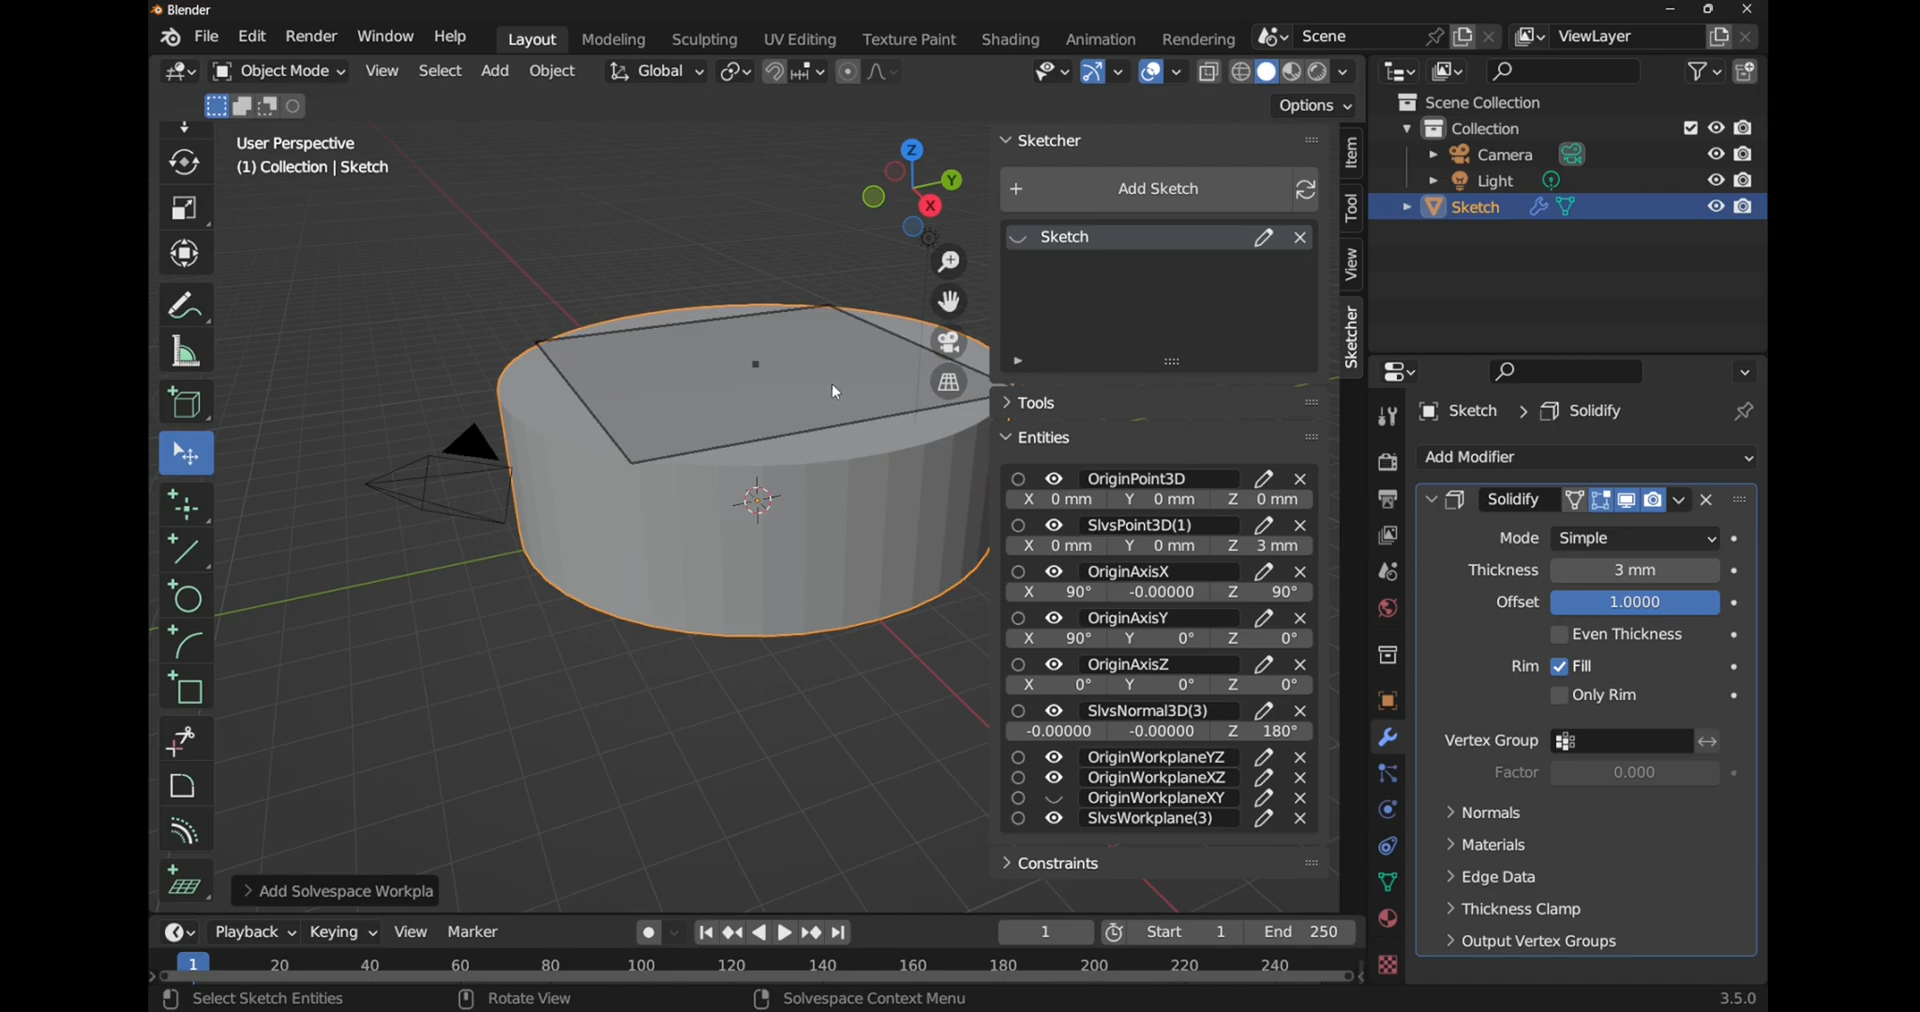 Blender
File Edit Render Window Help
Layout Modeling Sculpting UV Editing Texture Paint Shading Animation Rendering
Scene
ViewLayer
Object Mode View Select Add Object
Global
Options
User Perspective
(1) Collection | Sketch
Z
Y
X
Sketcher
Add Sketch
Sketch
Tools
Entities
OriginPoint3D
X 0 mm Y 0 mm Z 0 mm
SlvsPoint3D(1)
X 0 mm Y 0 mm Z 3 mm
OriginAxisX
X 90° -0.00000 Z 90°
OriginAxisY
X 90° Y 0° Z 0°
OriginAxisZ
X 0° Y 0° Z 0°
SlvsNormal3D(3)
-0.00000 -0.00000 Z 180°
OriginWorkplaneYZ
OriginWorkplaneXZ
OriginWorkplaneXY
SlvsWorkplane(3)
Constraints
Item
Tool
View
Sketcher
Add Solvespace Workpla
Scene Collection
Collection
Camera
Light
Sketch
Sketch > Solidify
Add Modifier
Solidify
Mode Simple
Thickness 3 mm
Offset 1.0000
Even Thickness
Rim Fill
Only Rim
Vertex Group
Factor 0.000
Normals
Materials
Edge Data
Thickness Clamp
Output Vertex Groups
Playback Keying View Marker
1
Start 1
End 250
1 20 40 60 80 100 120 140 160 180 200 220 240
Select Sketch Entities
Rotate View
Solvespace Context Menu
3.5.0